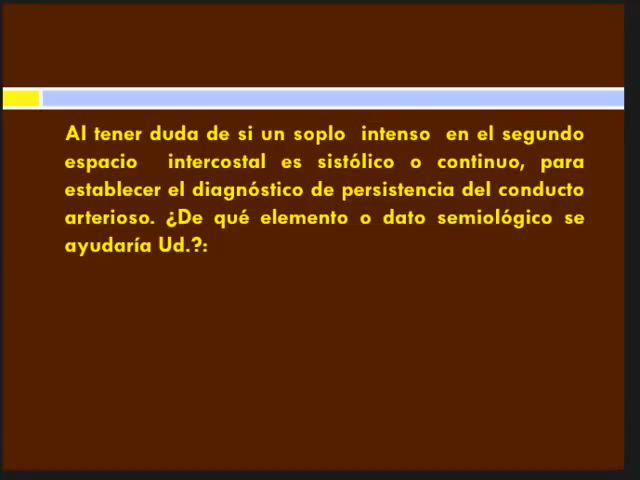 Al tener duda de si un soplo intenso en el segundo
espacio intercostal es sistólico o continuo, para
establecer el diagnóstico de persistencia del conducto
arterioso. ¿De qué elemento o dato semiológico se
ayudaría Ud.?: